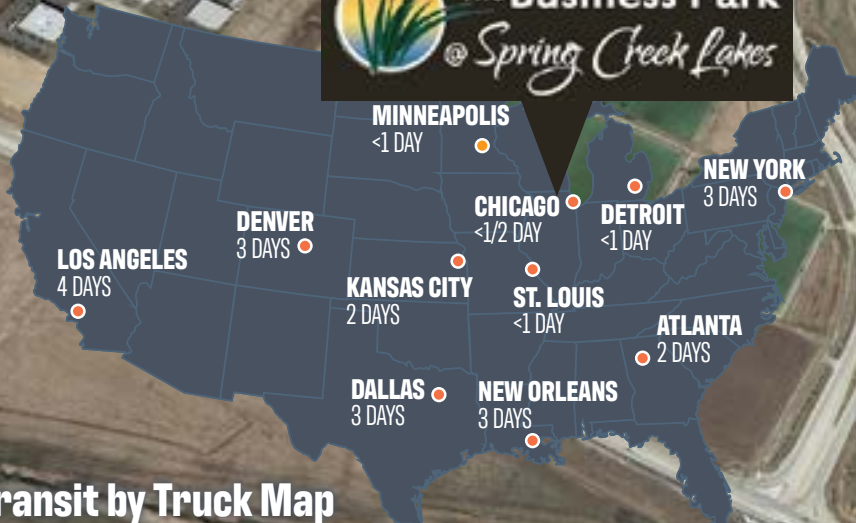 Business Park
@ Spring Creek Lakes
MINNEAPOLIS
<1 DAY
NEW YORK
3 DAYS
CHICAGO
<1/2 DAY
DETROIT
<1 DAY
DENVER
3 DAYS
LOS ANGELES
4 DAYS
KANSAS CITY
2 DAYS
ST. LOUIS
<1 DAY
ATLANTA
2 DAYS
DALLAS
3 DAYS
NEW ORLEANS
3 DAYS
ransit by Truck Map